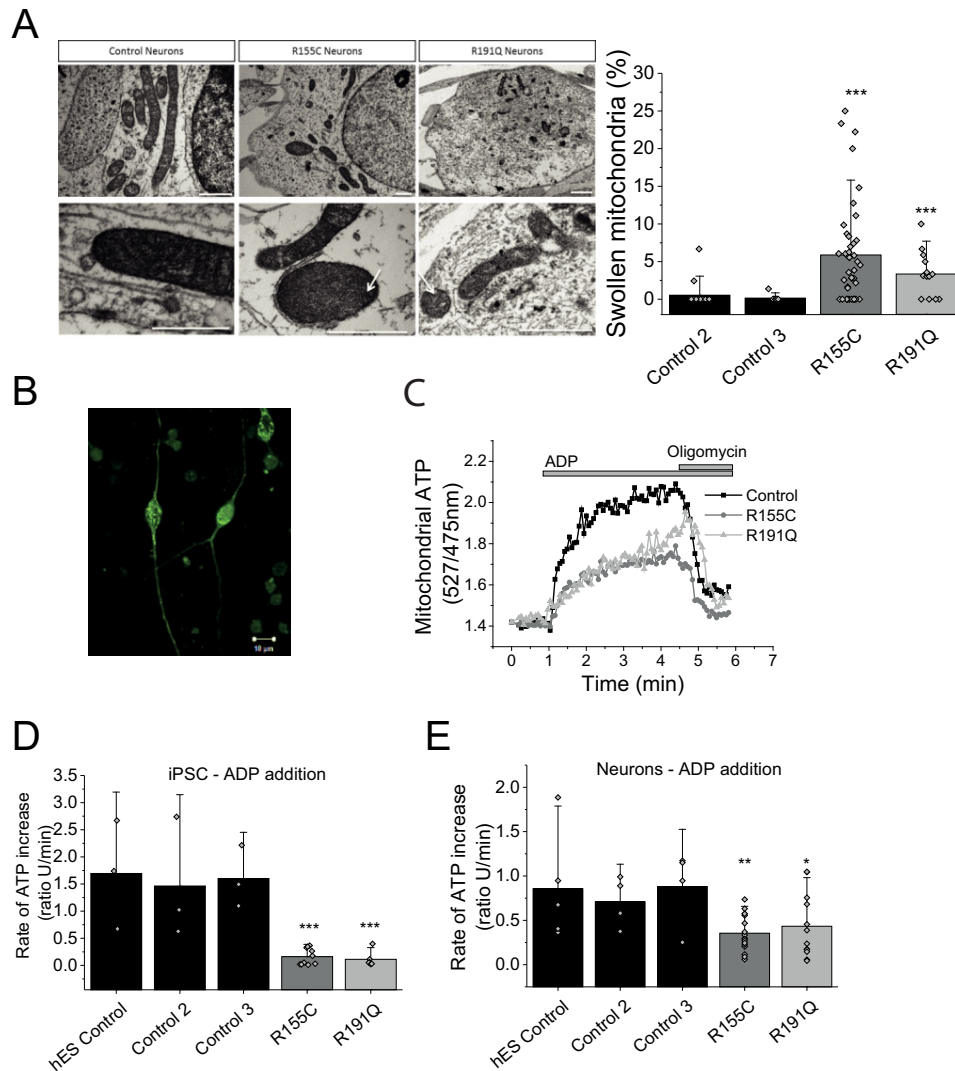 A
Control Neurons
R155C Neurons
R191Q Neurons
Swollen mitochondria (%)
30
25
20
15
10
5
0
***
***
Control 2
Control 3
R155C
R191Q
B
10 µm
C
Mitochondrial ATP
(527/475nm)
2.2
2.0
1.8
1.6
1.4
ADP
Oligomycin
Control
R155C
R191Q
0 1 2 3 4 5 6 7
Time (min)
D
iPSC - ADP addition
Rate of ATP increase
(ratio U/min)
3.5
3.0
2.5
2.0
1.5
1.0
0.5
0.0
***
***
hES Control
Control 2
Control 3
R155C
R191Q
E
Neurons - ADP addition
Rate of ATP increase
(ratio U/min)
2.0
1.5
1.0
0.5
0.0
**
*
hES Control
Control 2
Control 3
R155C
R191Q